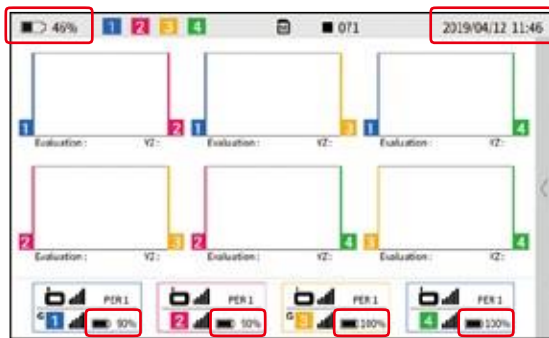 46% 1 2 3 4 071 2019/04/12 11:46
1 2 1 3 1 4
Evaluation: YZ: Evaluation: YZ: Evaluation: YZ:
2 3 2 4 3 4
Evaluation: YZ: Evaluation: YZ: Evaluation: YZ:
PER 1 PER 1 PER 1 PER 1
G 1 90% 2 90% G 3 100% 4 100%